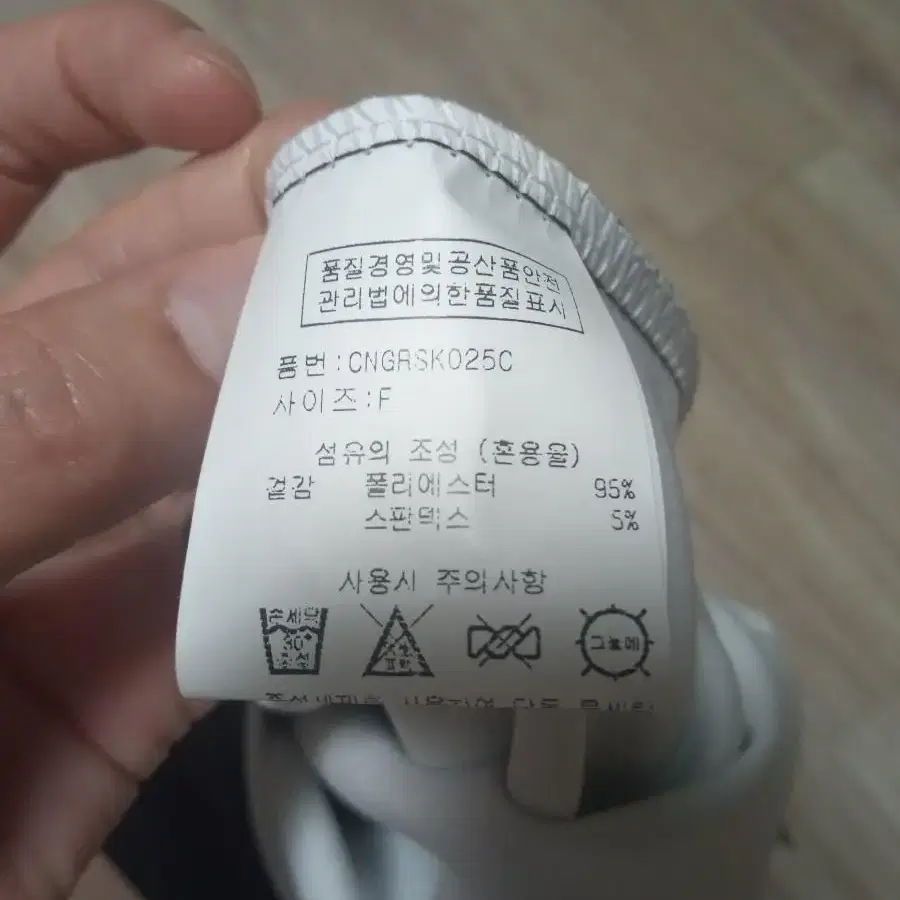 품질경영및공산품안전
관리법에의한품질표시
품번:CNGRSK025C
사이즈:F
섬유의 조성 (혼용율)
겉감 폴리에스터 95%
스판덱스 5%
사용시 주의사항
손세탁
30°
중성
그늘에